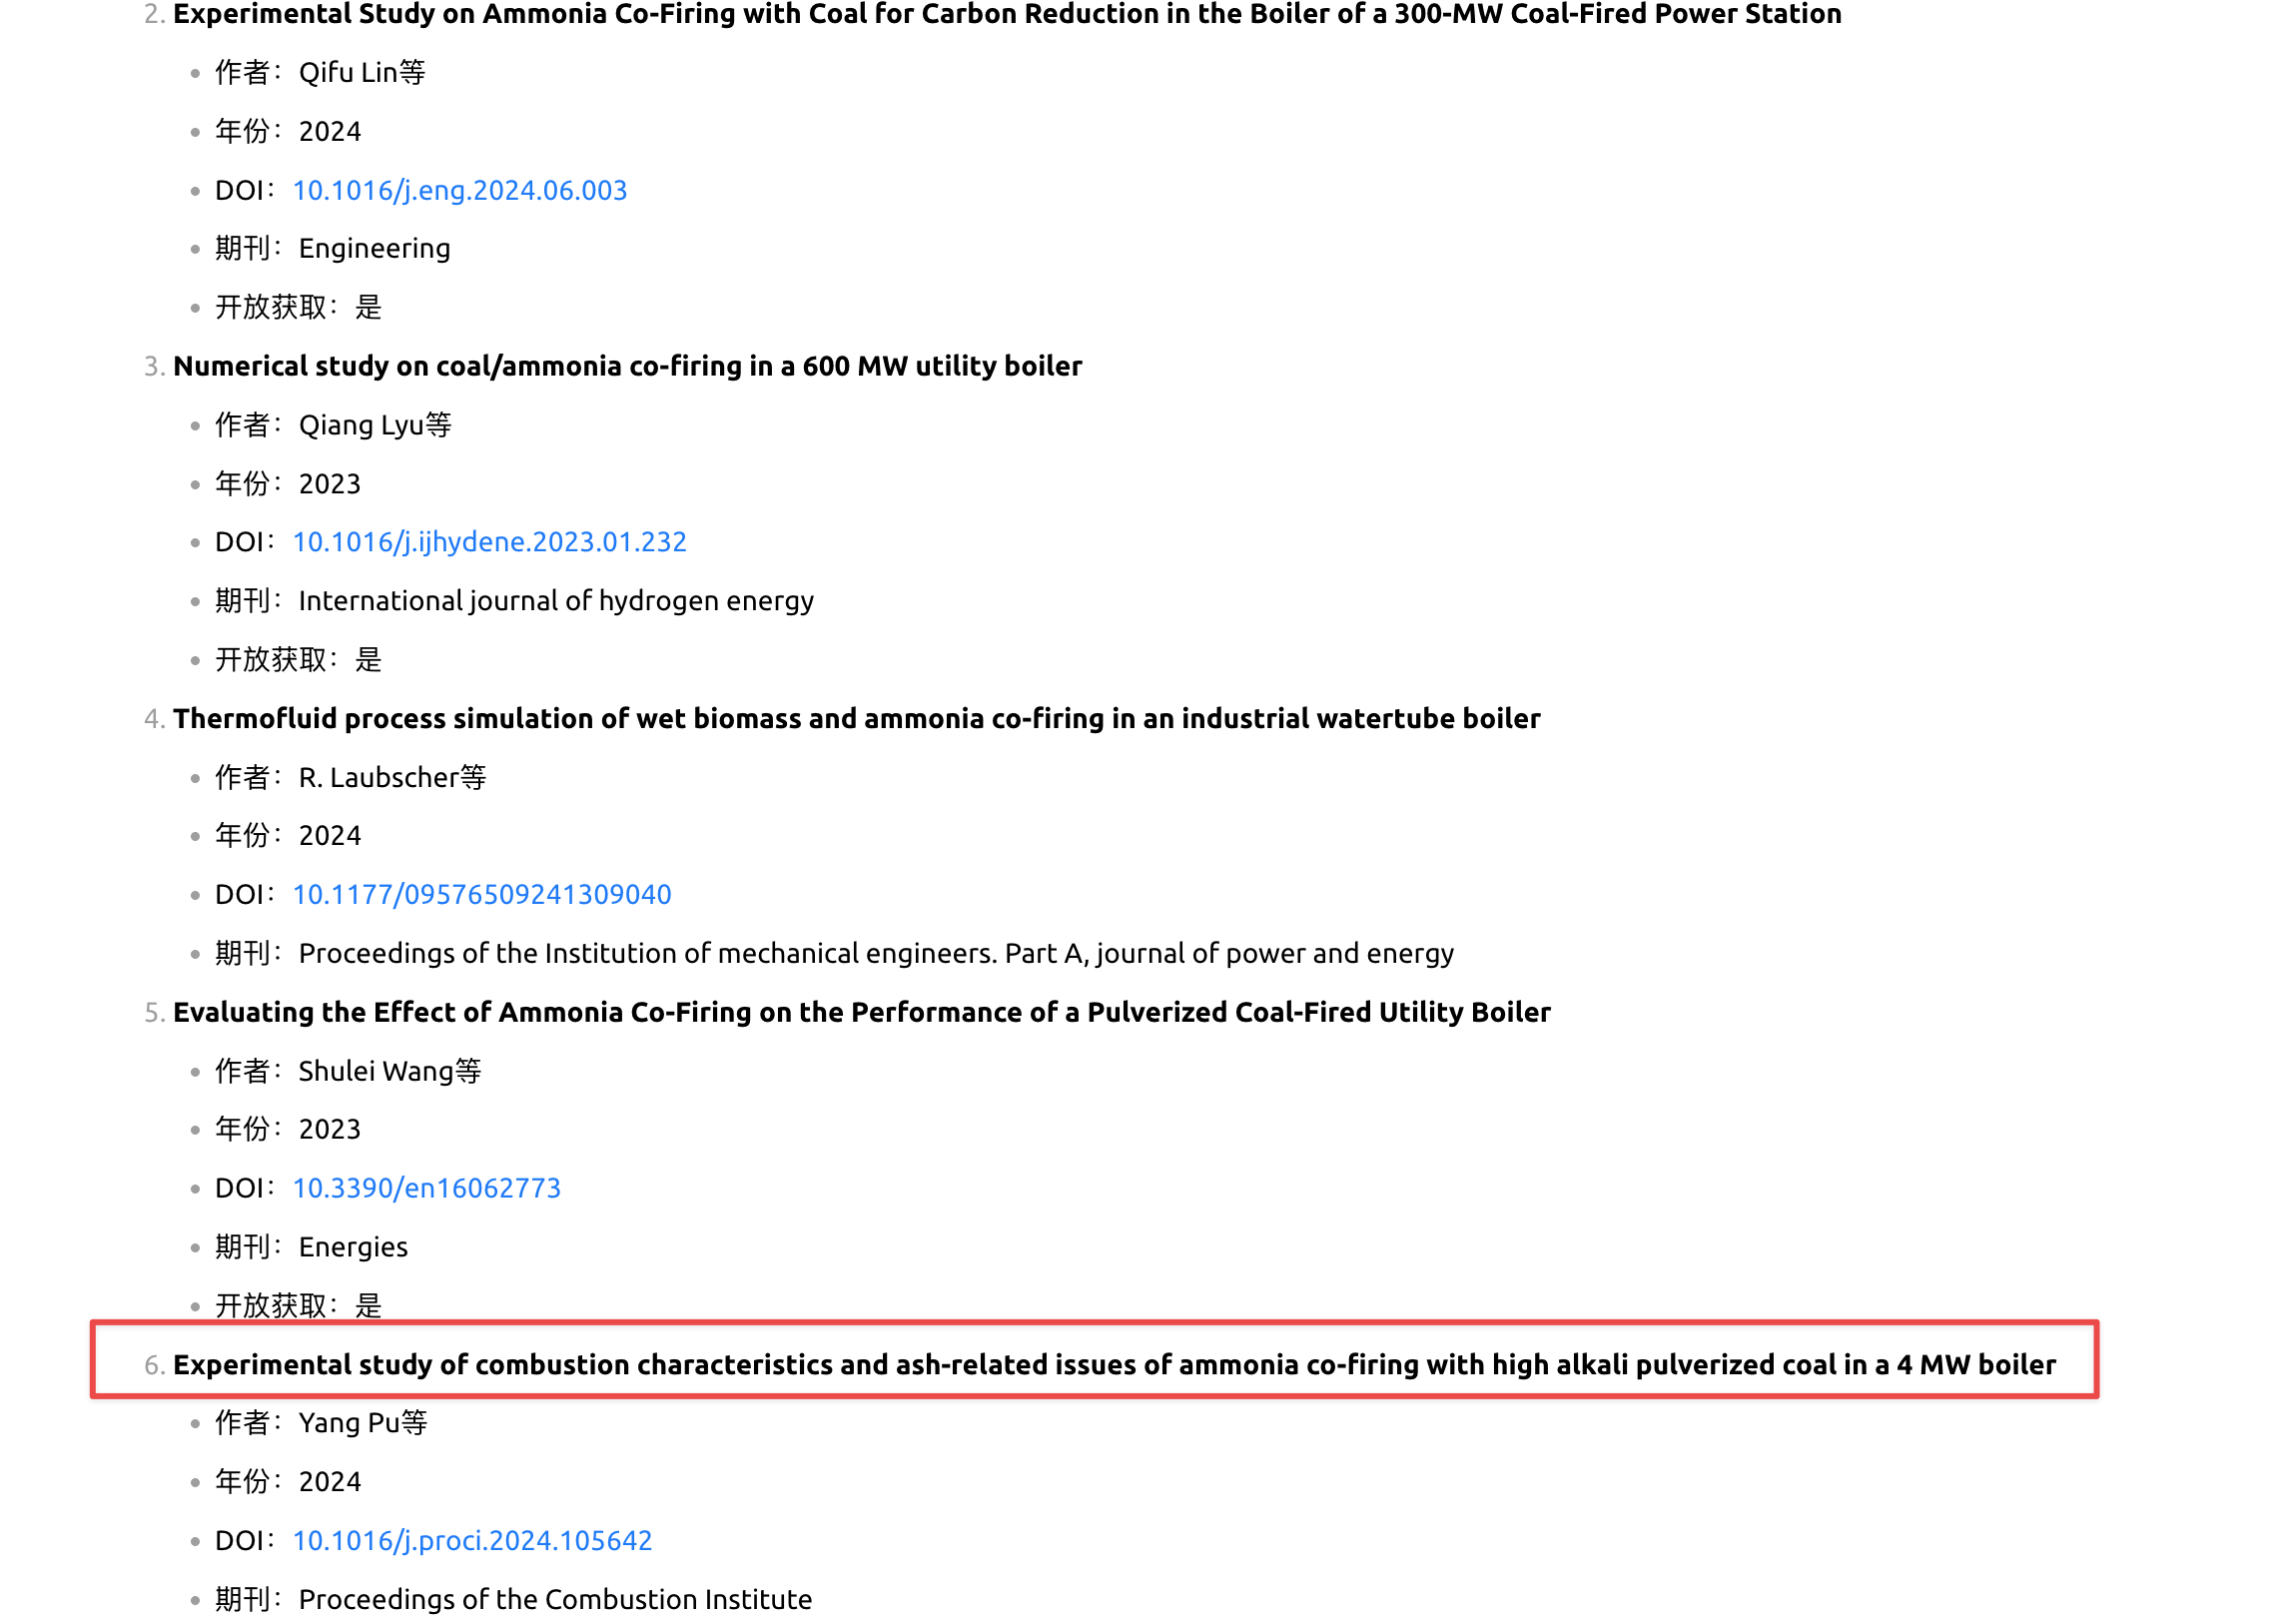 2. Experimental Study on Ammonia Co-Firing with Coal for Carbon Reduction in the Boiler of a 300-MW Coal-Fired Power Station
作者：Qifu Lin等
年份：2024
DOI：10.1016/j.eng.2024.06.003
期刊：Engineering
开放获取：是
3. Numerical study on coal/ammonia co-firing in a 600 MW utility boiler
作者：Qiang Lyu等
年份：2023
DOI：10.1016/j.ijhydene.2023.01.232
期刊：International journal of hydrogen energy
开放获取：是
4. Thermofluid process simulation of wet biomass and ammonia co-firing in an industrial watertube boiler
作者：R. Laubscher等
年份：2024
DOI：10.1177/09576509241309040
期刊：Proceedings of the Institution of mechanical engineers. Part A, journal of power and energy
5. Evaluating the Effect of Ammonia Co-Firing on the Performance of a Pulverized Coal-Fired Utility Boiler
作者：Shulei Wang等
年份：2023
DOI：10.3390/en16062773
期刊：Energies
开放获取：是
6. Experimental study of combustion characteristics and ash-related issues of ammonia co-firing with high alkali pulverized coal in a 4 MW boiler
作者：Yang Pu等
年份：2024
DOI：10.1016/j.proci.2024.105642
期刊：Proceedings of the Combustion Institute